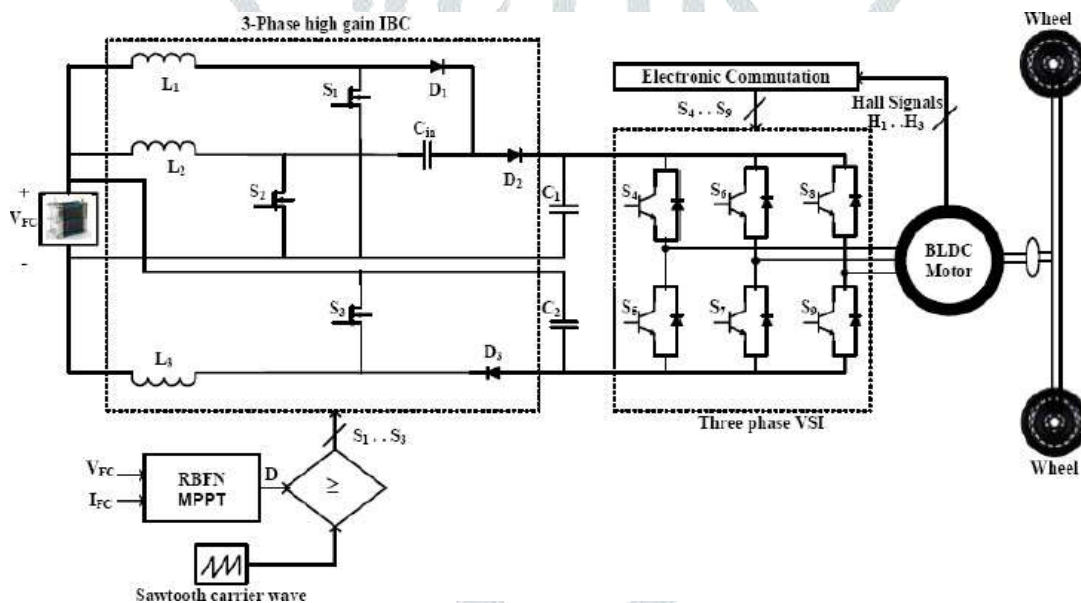 3-Phase high gain IBC
L1
S1
D1
Cin
L2
S2
D2
C1
+
VFC
-
S3
C2
L3
D3
Electronic Commutation
S4 . . S9
Hall Signals
H1 . . H3
S4
S6
S8
S5
S7
S9
Three phase VSI
BLDC
Motor
Wheel
Wheel
S1 . . S3
VFC
IFC
RBFN
MPPT
D
≥
Sawtooth carrier wave